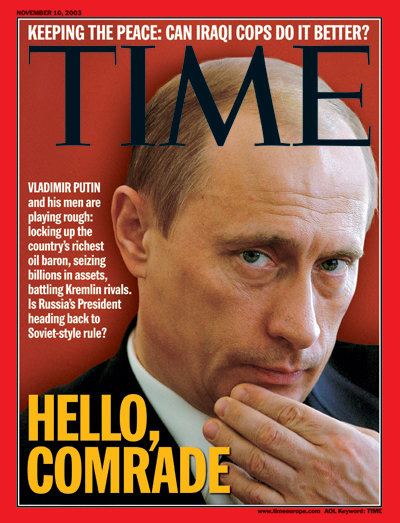 NOVEMBER 10, 2003
KEEPING THE PEACE: CAN IRAQI COPS DO IT BETTER?
TIME
VLADIMIR PUTIN
and his men are
playing rough:
locking up the
country's richest
oil baron, seizing
billions in assets,
battling Kremlin rivals.
Is Russia's President
heading back to
Soviet-style rule?
HELLO,
COMRADE
www.timeeurope.com AOL Keyword: TIME